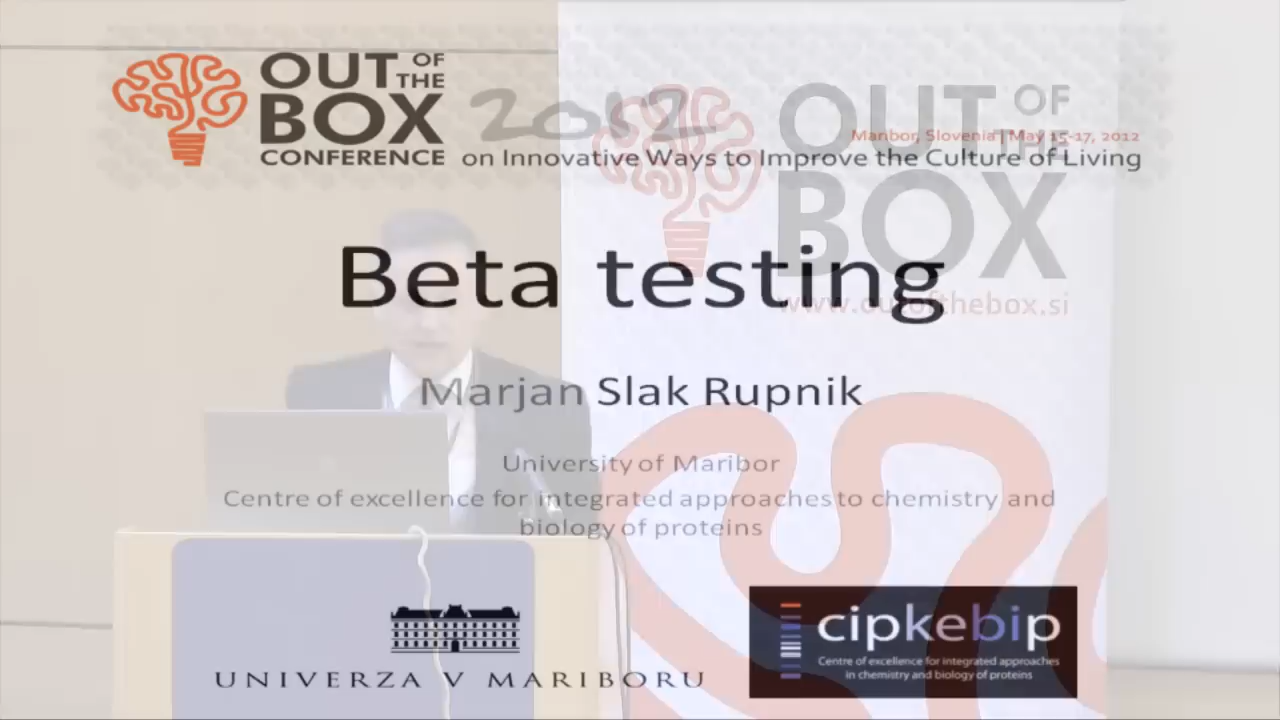 OUT OF THE
BOX
CONFERENCE
2012
Maribor, Slovenia | May 15-17, 2012
on Innovative Ways to Improve the Culture of Living
OUT OF THE
BOX
www.outofthebox.si
Beta testing
Marjan Slak Rupnik
University of Maribor
Centre of excellence for integrated approaches to chemistry and
biology of proteins
UNIVERZA V MARIBORU
cipkebip
Centre of excellence for integrated approaches
in chemistry and biology of proteins